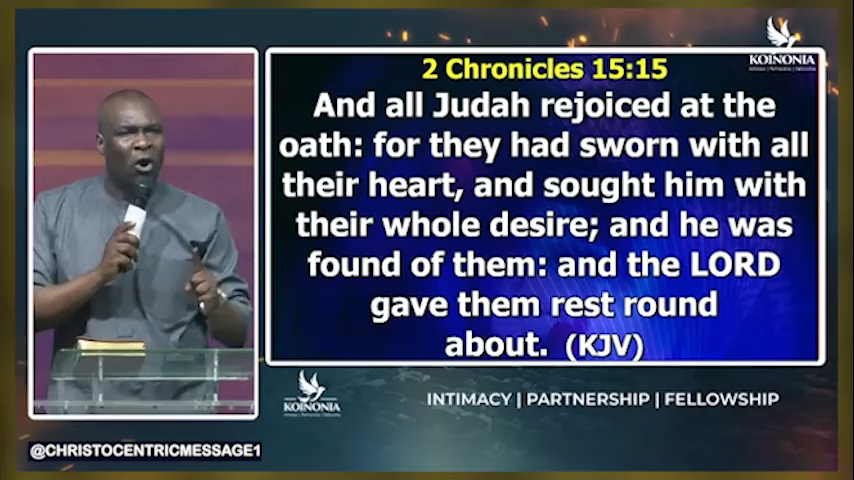 2 Chronicles 15:15
KOINONIA
And all Judah rejoiced at the
oath: for they had sworn with all
their heart, and sought him with
their whole desire; and he was
found of them: and the LORD
gave them rest round
about. (KJV)
KOINONIA
INTIMACY | PARTNERSHIP | FELLOWSHIP
@CHRISTOCENTRICMESSAGE1